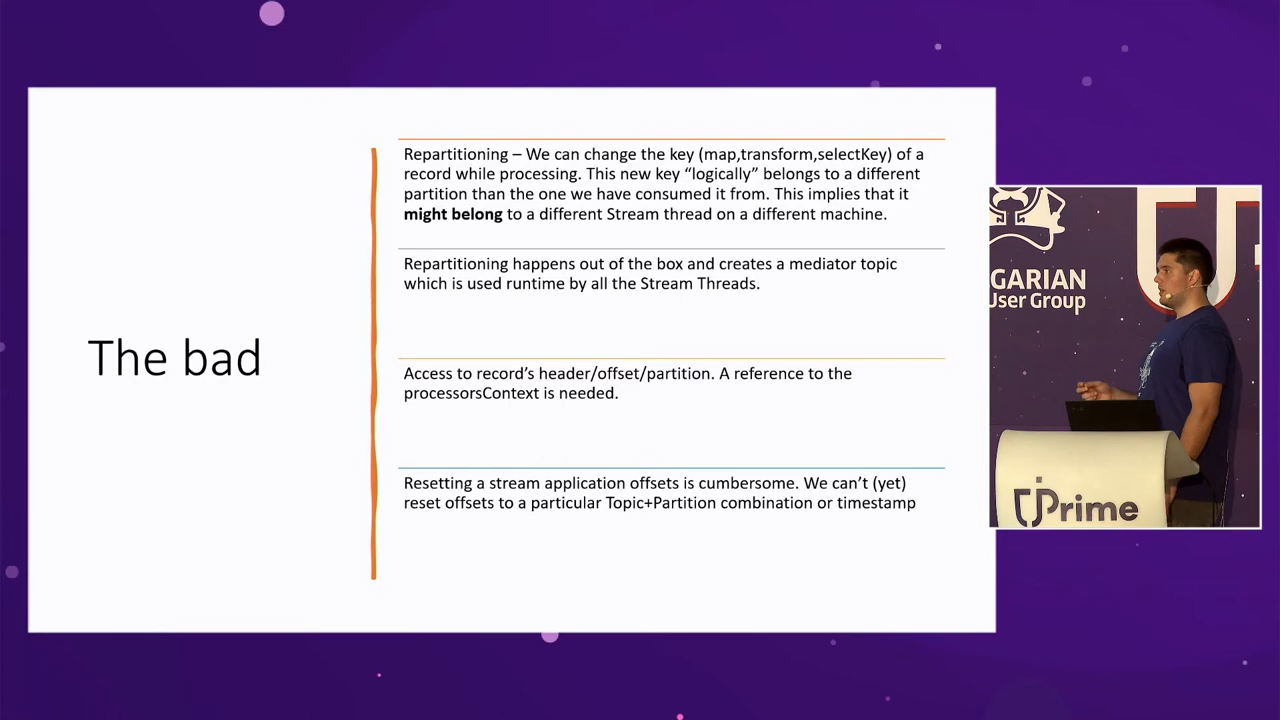 The bad
Repartitioning – We can change the key (map,transform,selectKey) of a
record while processing. This new key “logically” belongs to a different
partition than the one we have consumed it from. This implies that it
might belong to a different Stream thread on a different machine.
Repartitioning happens out of the box and creates a mediator topic
which is used runtime by all the Stream Threads.
Access to record’s header/offset/partition. A reference to the
processorsContext is needed.
Resetting a stream application offsets is cumbersome. We can’t (yet)
reset offsets to a particular Topic+Partition combination or timestamp
GARIAN
User Group
jPrime